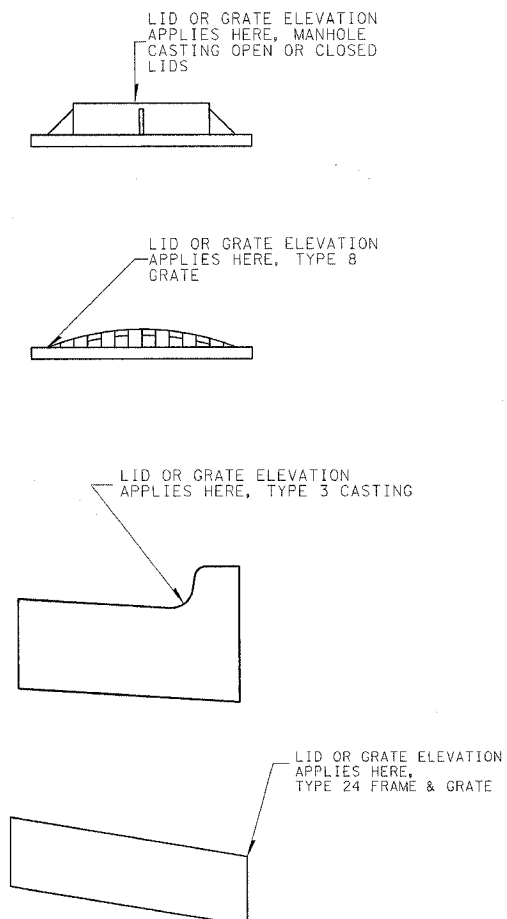 LID OR GRATE ELEVATION
APPLIES HERE, MANHOLE
CASTING OPEN OR CLOSED
LIDS
LID OR GRATE ELEVATION
APPLIES HERE, TYPE 8
GRATE
LID OR GRATE ELEVATION
APPLIES HERE, TYPE 3 CASTING
LID OR GRATE ELEVATION
APPLIES HERE,
TYPE 24 FRAME & GRATE